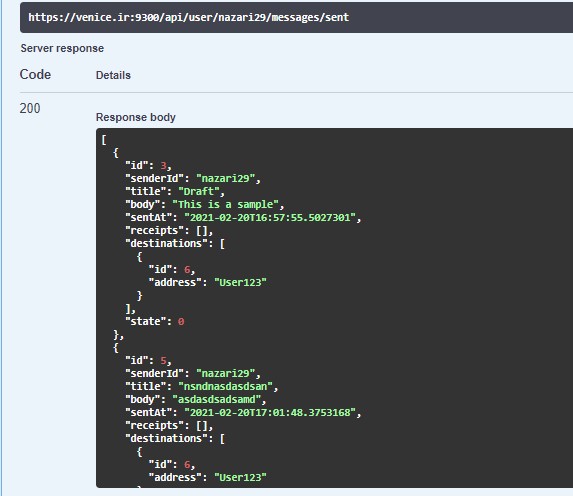 https://venice.ir:9300/api/user/nazari29/messages/sent
Server response
Code Details
200
Response body
[
{
"id": 3,
"senderId": "nazari29",
"title": "Draft",
"body": "This is a sample",
"sentAt": "2021-02-20T16:57:55.5027301",
"receipts": [],
"destinations": [
{
"id": 6,
"address": "User123"
}
],
"state": 0
},
{
"id": 5,
"senderId": "nazari29",
"title": "nsndnasdasdsan",
"body": "asdasdsadsamd",
"sentAt": "2021-02-20T17:01:48.3753168",
"receipts": [],
"destinations": [
{
"id": 6,
"address": "User123"
}